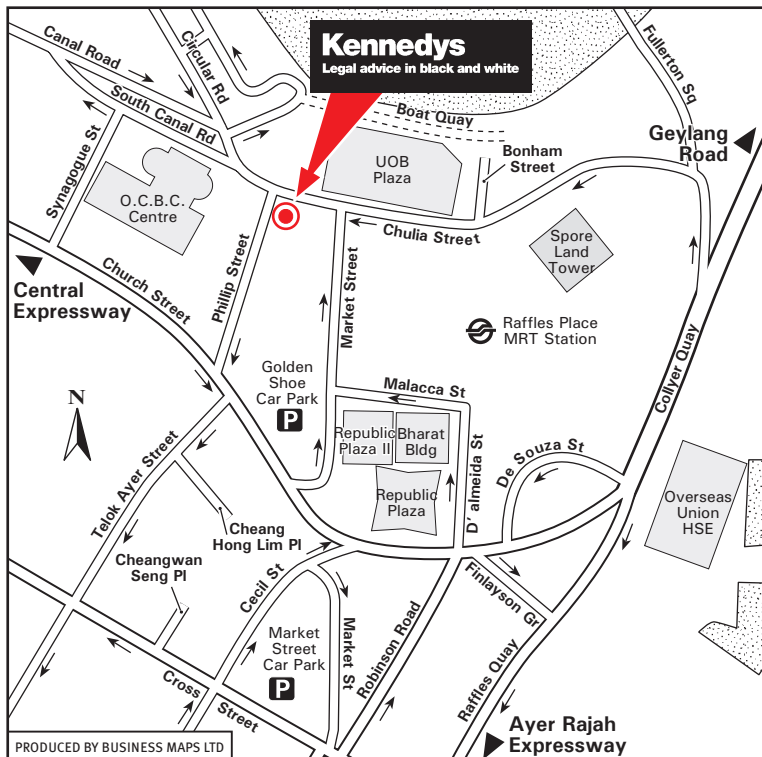 Kennedys
Legal advice in black and white
Canal Road
Circular Rd
South Canal Rd
Synagogue St
Boat Quay
Fullerton Sq
Geylang
Road
UOB
Plaza
Bonham
Street
O.C.B.C.
Centre
Chulia Street
Spore
Land
Tower
Central
Expressway
Church Street
Phillip Street
Market Street
Raffles Place
MRT Station
Collyer Quay
Golden
Shoe
Car Park
P
Malacca St
N
Republic
Plaza II
Bharat
Bldg
Republic
Plaza
D' almeida St
De Souza St
Overseas
Union
HSE
Telok Ayer Street
Cheang
Hong Lim Pl
Cheangwan
Seng Pl
Cecil St
Finlayson Gr
Market
Street
Car Park
P
Market St
Robinson Road
Raffles Quay
Cross
Street
Ayer Rajah
Expressway
PRODUCED BY BUSINESS MAPS LTD